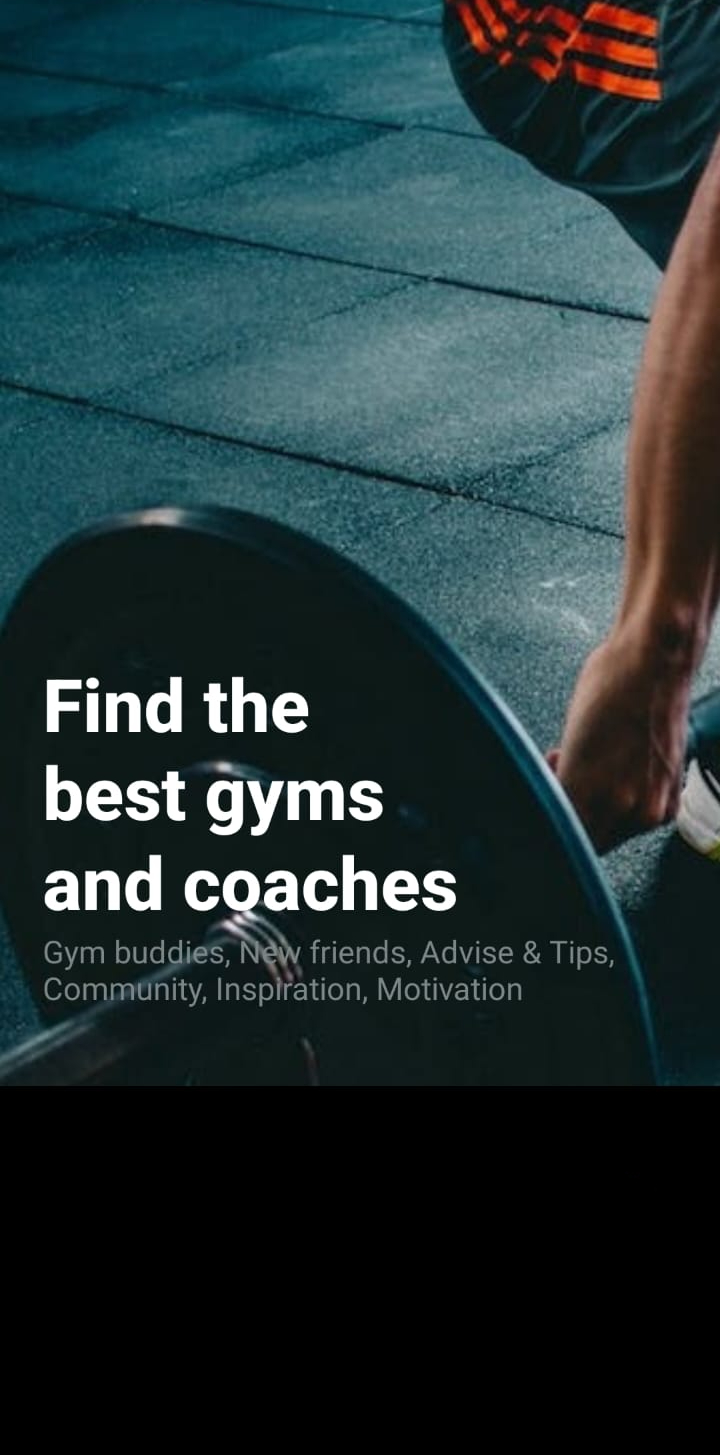 Find the
best gyms
and coaches
Gym buddies, New friends, Advise & Tips,
Community, Inspiration, Motivation